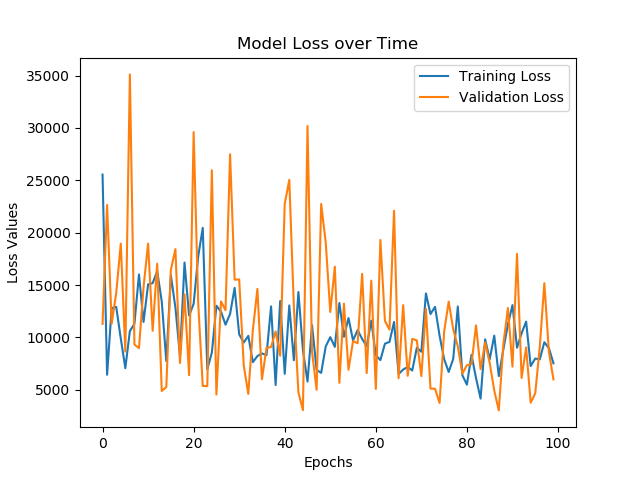 Model Loss over Time
Training Loss
Validation Loss
35000
30000
25000
20000
15000
10000
5000
Loss Values
0 20 40 60 80 100
Epochs